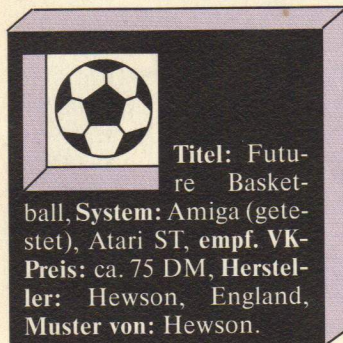 Titel: Futu-
re Basket-
ball, System: Amiga (gete-
stet), Atari ST, empf. VK-
Preis: ca. 75 DM, Herstel-
ler: Hewson, England,
Muster von: Hewson.